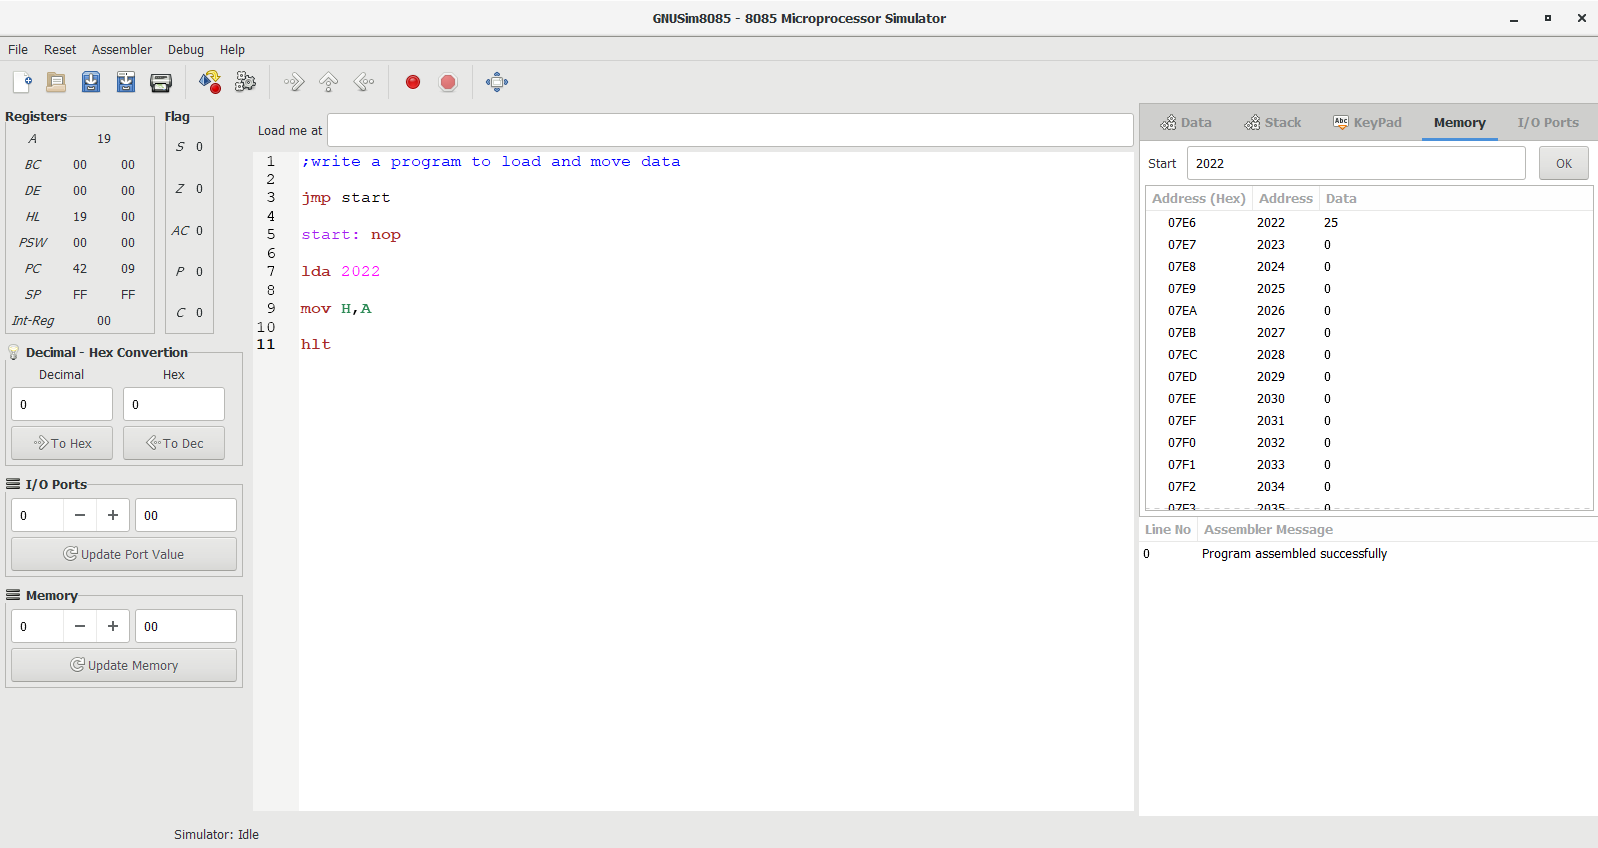 GNUSim8085 - 8085 Microprocessor Simulator
File Reset Assembler Debug Help
Registers
A 19
BC 00 00
DE 00 00
HL 19 00
PSW 00 00
PC 42 09
SP FF FF
Int-Reg 00
Flag
S 0
Z 0
AC 0
P 0
C 0
Decimal - Hex Convertion
Decimal Hex
0 0
To Hex To Dec
I/O Ports
0 − + 00
Update Port Value
Memory
0 − + 00
Update Memory
Load me at
1 ;write a program to load and move data
2
3 jmp start
4
5 start: nop
6
7 lda 2022
8
9 mov H,A
10
11 hlt
Data Stack Abc KeyPad Memory I/O Ports
Start 2022 OK
Address (Hex) Address Data
07E6 2022 25
07E7 2023 0
07E8 2024 0
07E9 2025 0
07EA 2026 0
07EB 2027 0
07EC 2028 0
07ED 2029 0
07EE 2030 0
07EF 2031 0
07F0 2032 0
07F1 2033 0
07F2 2034 0
07F3 2035 0
Line No Assembler Message
0 Program assembled successfully
Simulator: Idle